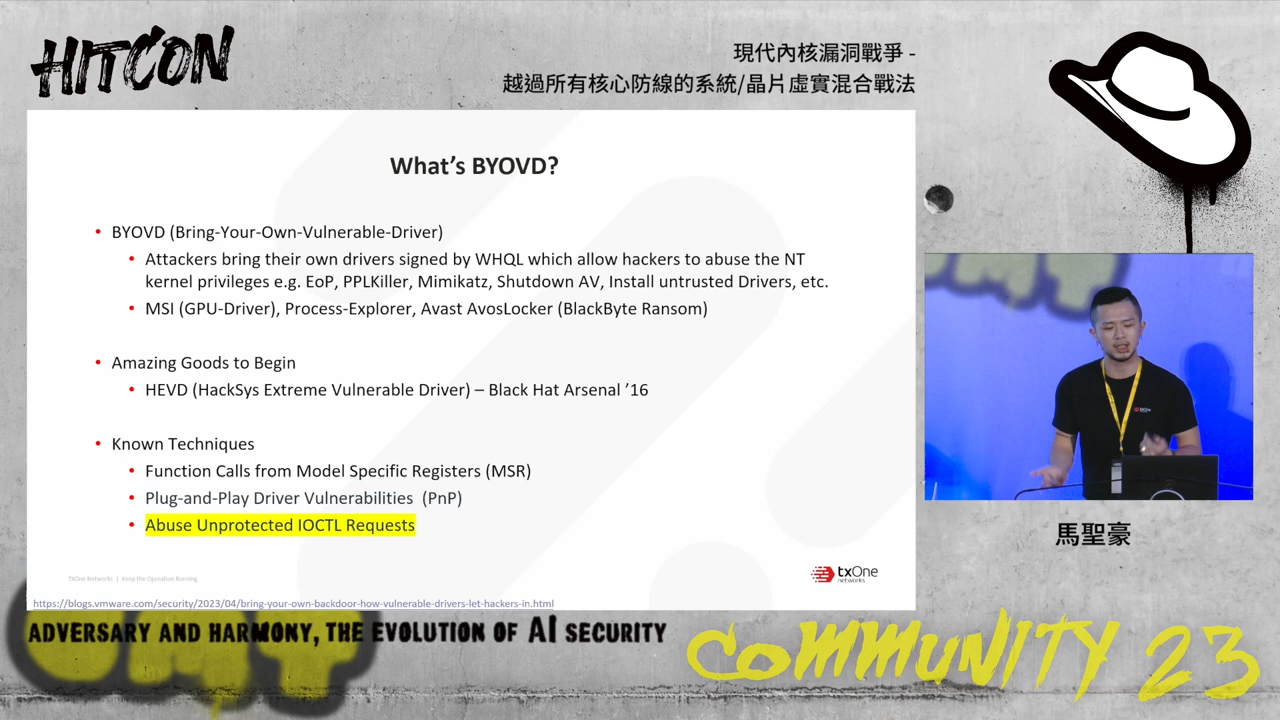 HITCON
現代內核漏洞戰爭 -
越過所有核心防線的系統/晶片虛實混合戰法
What's BYOVD?
• BYOVD (Bring-Your-Own-Vulnerable-Driver)
• Attackers bring their own drivers signed by WHQL which allow hackers to abuse the NT
kernel privileges e.g. EoP, PPLKiller, Mimikatz, Shutdown AV, Install untrusted Drivers, etc.
• MSI (GPU-Driver), Process-Explorer, Avast AvosLocker (BlackByte Ransom)
• Amazing Goods to Begin
• HEVD (HackSys Extreme Vulnerable Driver) – Black Hat Arsenal '16
• Known Techniques
• Function Calls from Model Specific Registers (MSR)
• Plug-and-Play Driver Vulnerabilities (PnP)
• Abuse Unprotected IOCTL Requests
TXOne Networks | Keep the Operation Running
txOne
networks
https://blogs.vmware.com/security/2023/04/bring-your-own-backdoor-how-vulnerable-drivers-let-hackers-in.html
馬聖豪
ADVERSARY AND HARMONY, THE EVOLUTION OF AI SECURITY
COMMUNITY 23